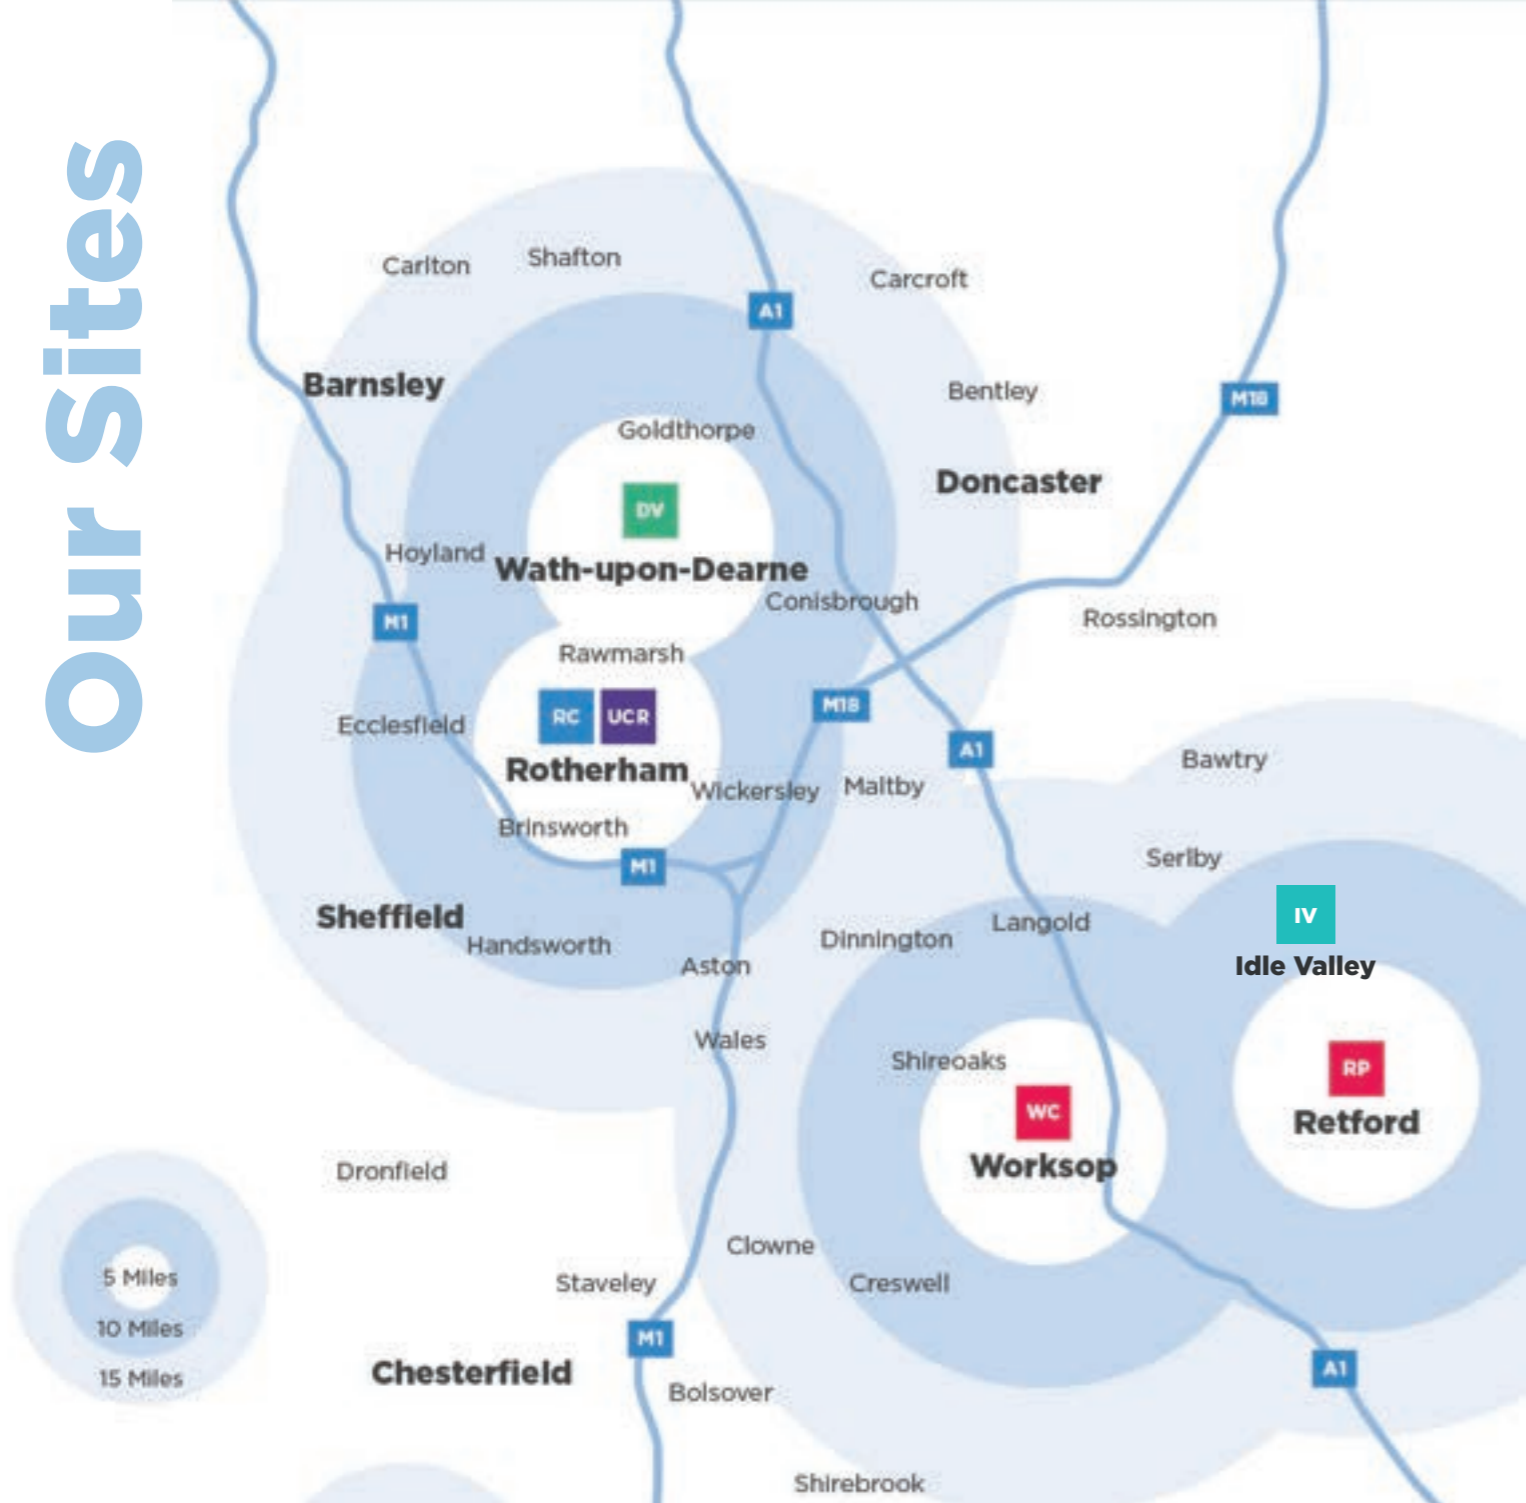 Our Sites
Carlton
Shafton
Carcroft
A1
Barnsley
Bentley
M18
Goldthorpe
Doncaster
DV
Hoyland
Wath-upon-Dearne
Conisbrough
M1
Rossington
Rawmarsh
RC
UCR
M18
Ecclesfield
A1
Rotherham
Wickersley
Maltby
Bawtry
Brinsworth
M1
Serlby
Sheffield
Handsworth
Dinnington
Langold
IV
Idle Valley
Aston
Wales
Shireoaks
RP
WC
Retford
Worksop
Dronfield
Clowne
5 Miles
Staveley
Creswell
10 Miles
M1
15 Miles
Chesterfield
Bolsover
A1
Shirebrook